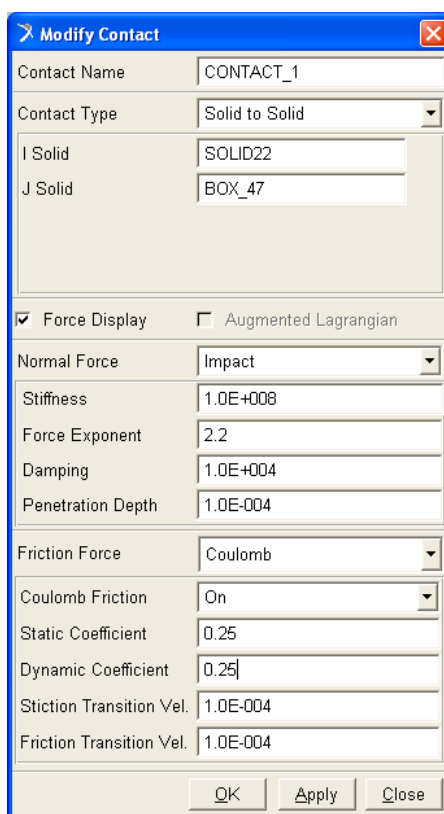 Modify Contact
Contact Name CONTACT_1
Contact Type Solid to Solid
I Solid SOLID22
J Solid BOX_47
Force Display Augmented Lagrangian
Normal Force Impact
Stiffness 1.0E+008
Force Exponent 2.2
Damping 1.0E+004
Penetration Depth 1.0E-004
Friction Force Coulomb
Coulomb Friction On
Static Coefficient 0.25
Dynamic Coefficient 0.25
Stiction Transition Vel. 1.0E-004
Friction Transition Vel. 1.0E-004
OK Apply Close